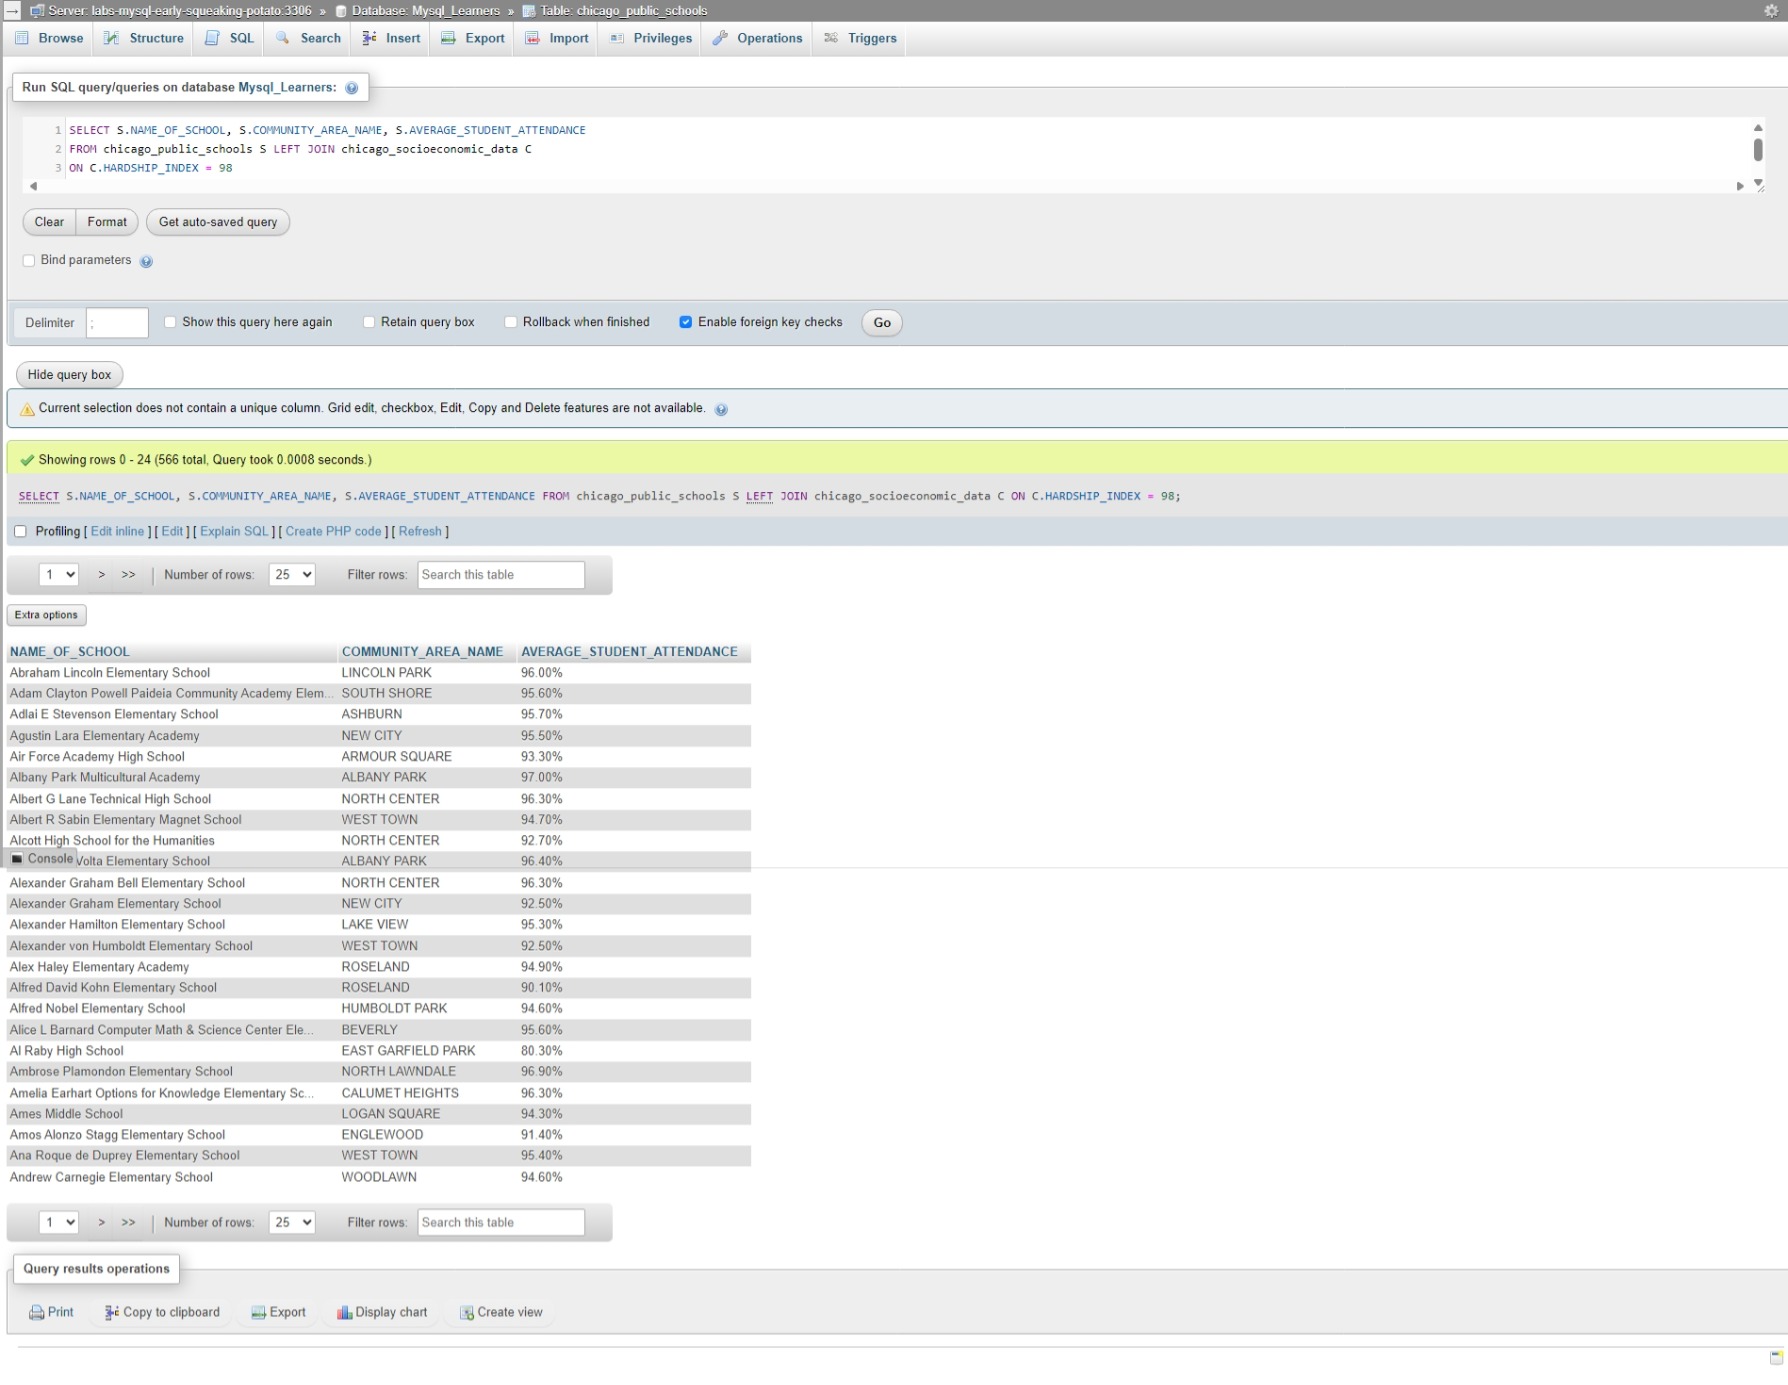 Server: labs-mysql-early-squeaking-potato:3306 » Database: Mysql_Learners » Table: chicago_public_schools
Browse Structure SQL Search Insert Export Import Privileges Operations Triggers
Run SQL query/queries on database Mysql_Learners:
1 SELECT S.NAME_OF_SCHOOL, S.COMMUNITY_AREA_NAME, S.AVERAGE_STUDENT_ATTENDANCE
2 FROM chicago_public_schools S LEFT JOIN chicago_socioeconomic_data C
3 ON C.HARDSHIP_INDEX = 98
Clear Format Get auto-saved query
Bind parameters
Delimiter ; Show this query here again Retain query box Rollback when finished Enable foreign key checks Go
Hide query box
Current selection does not contain a unique column. Grid edit, checkbox, Edit, Copy and Delete features are not available.
Showing rows 0 - 24 (566 total, Query took 0.0008 seconds.)
SELECT S.NAME_OF_SCHOOL, S.COMMUNITY_AREA_NAME, S.AVERAGE_STUDENT_ATTENDANCE FROM chicago_public_schools S LEFT JOIN chicago_socioeconomic_data C ON C.HARDSHIP_INDEX = 98;
Profiling [ Edit inline ] [ Edit ] [ Explain SQL ] [ Create PHP code ] [ Refresh ]
1 > >> | Number of rows: 25 Filter rows: Search this table
Extra options
NAME_OF_SCHOOL COMMUNITY_AREA_NAME AVERAGE_STUDENT_ATTENDANCE
Abraham Lincoln Elementary School LINCOLN PARK 96.00%
Adam Clayton Powell Paideia Community Academy Elem... SOUTH SHORE 95.60%
Adlai E Stevenson Elementary School ASHBURN 95.70%
Agustin Lara Elementary Academy NEW CITY 95.50%
Air Force Academy High School ARMOUR SQUARE 93.30%
Albany Park Multicultural Academy ALBANY PARK 97.00%
Albert G Lane Technical High School NORTH CENTER 96.30%
Albert R Sabin Elementary Magnet School WEST TOWN 94.70%
Alcott High School for the Humanities NORTH CENTER 92.70%
Console Volta Elementary School ALBANY PARK 96.40%
Alexander Graham Bell Elementary School NORTH CENTER 96.30%
Alexander Graham Elementary School NEW CITY 92.50%
Alexander Hamilton Elementary School LAKE VIEW 95.30%
Alexander von Humboldt Elementary School WEST TOWN 92.50%
Alex Haley Elementary Academy ROSELAND 94.90%
Alfred David Kohn Elementary School ROSELAND 90.10%
Alfred Nobel Elementary School HUMBOLDT PARK 94.60%
Alice L Barnard Computer Math & Science Center Ele... BEVERLY 95.60%
Al Raby High School EAST GARFIELD PARK 80.30%
Ambrose Plamondon Elementary School NORTH LAWNDALE 96.90%
Amelia Earhart Options for Knowledge Elementary Sc... CALUMET HEIGHTS 96.30%
Ames Middle School LOGAN SQUARE 94.30%
Amos Alonzo Stagg Elementary School ENGLEWOOD 91.40%
Ana Roque de Duprey Elementary School WEST TOWN 95.40%
Andrew Carnegie Elementary School WOODLAWN 94.60%
1 > >> | Number of rows: 25 Filter rows: Search this table
Query results operations
Print Copy to clipboard Export Display chart Create view